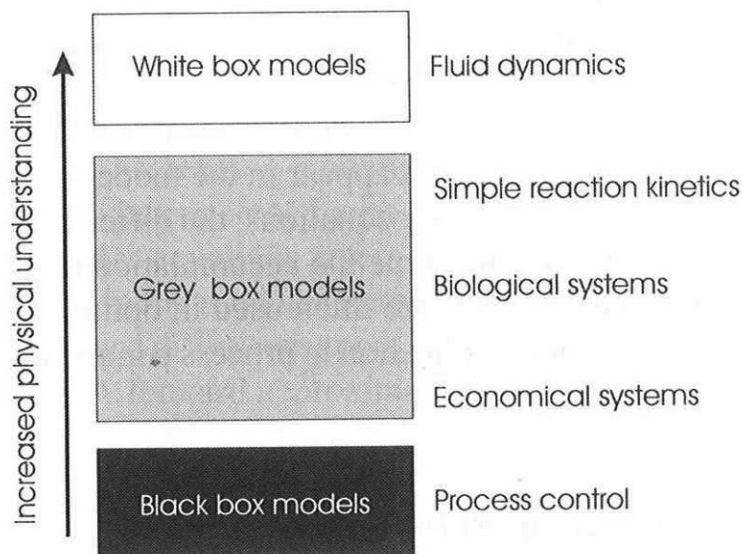 Increased physical understanding
White box models Fluid dynamics
Simple reaction kinetics
Grey box models Biological systems
Economical systems
Black box models Process control